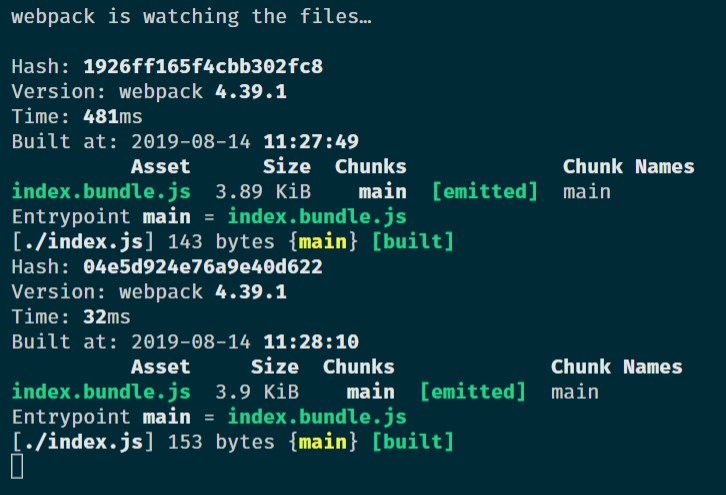 webpack is watching the files…
Hash: 1926ff165f4cbb302fc8
Version: webpack 4.39.1
Time: 481ms
Built at: 2019-08-14 11:27:49
Asset Size Chunks Chunk Names
index.bundle.js 3.89 KiB main [emitted] main
Entrypoint main = index.bundle.js
[./index.js] 143 bytes {main} [built]
Hash: 04e5d924e76a9e40d622
Version: webpack 4.39.1
Time: 32ms
Built at: 2019-08-14 11:28:10
Asset Size Chunks Chunk Names
index.bundle.js 3.9 KiB main [emitted] main
Entrypoint main = index.bundle.js
[./index.js] 153 bytes {main} [built]